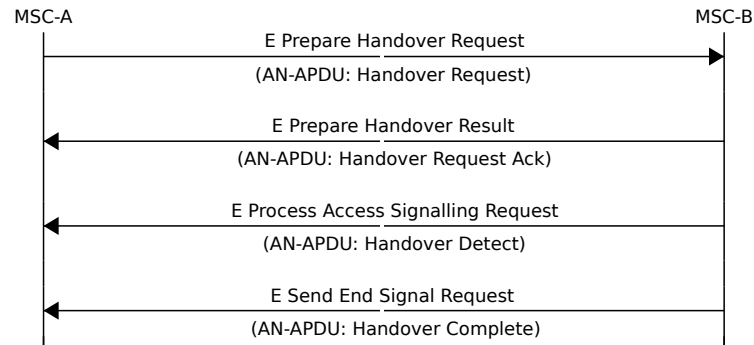 MSC-A
MSC-B
E Prepare Handover Request
(AN-APDU: Handover Request)
E Prepare Handover Result
(AN-APDU: Handover Request Ack)
E Process Access Signalling Request
(AN-APDU: Handover Detect)
E Send End Signal Request
(AN-APDU: Handover Complete)